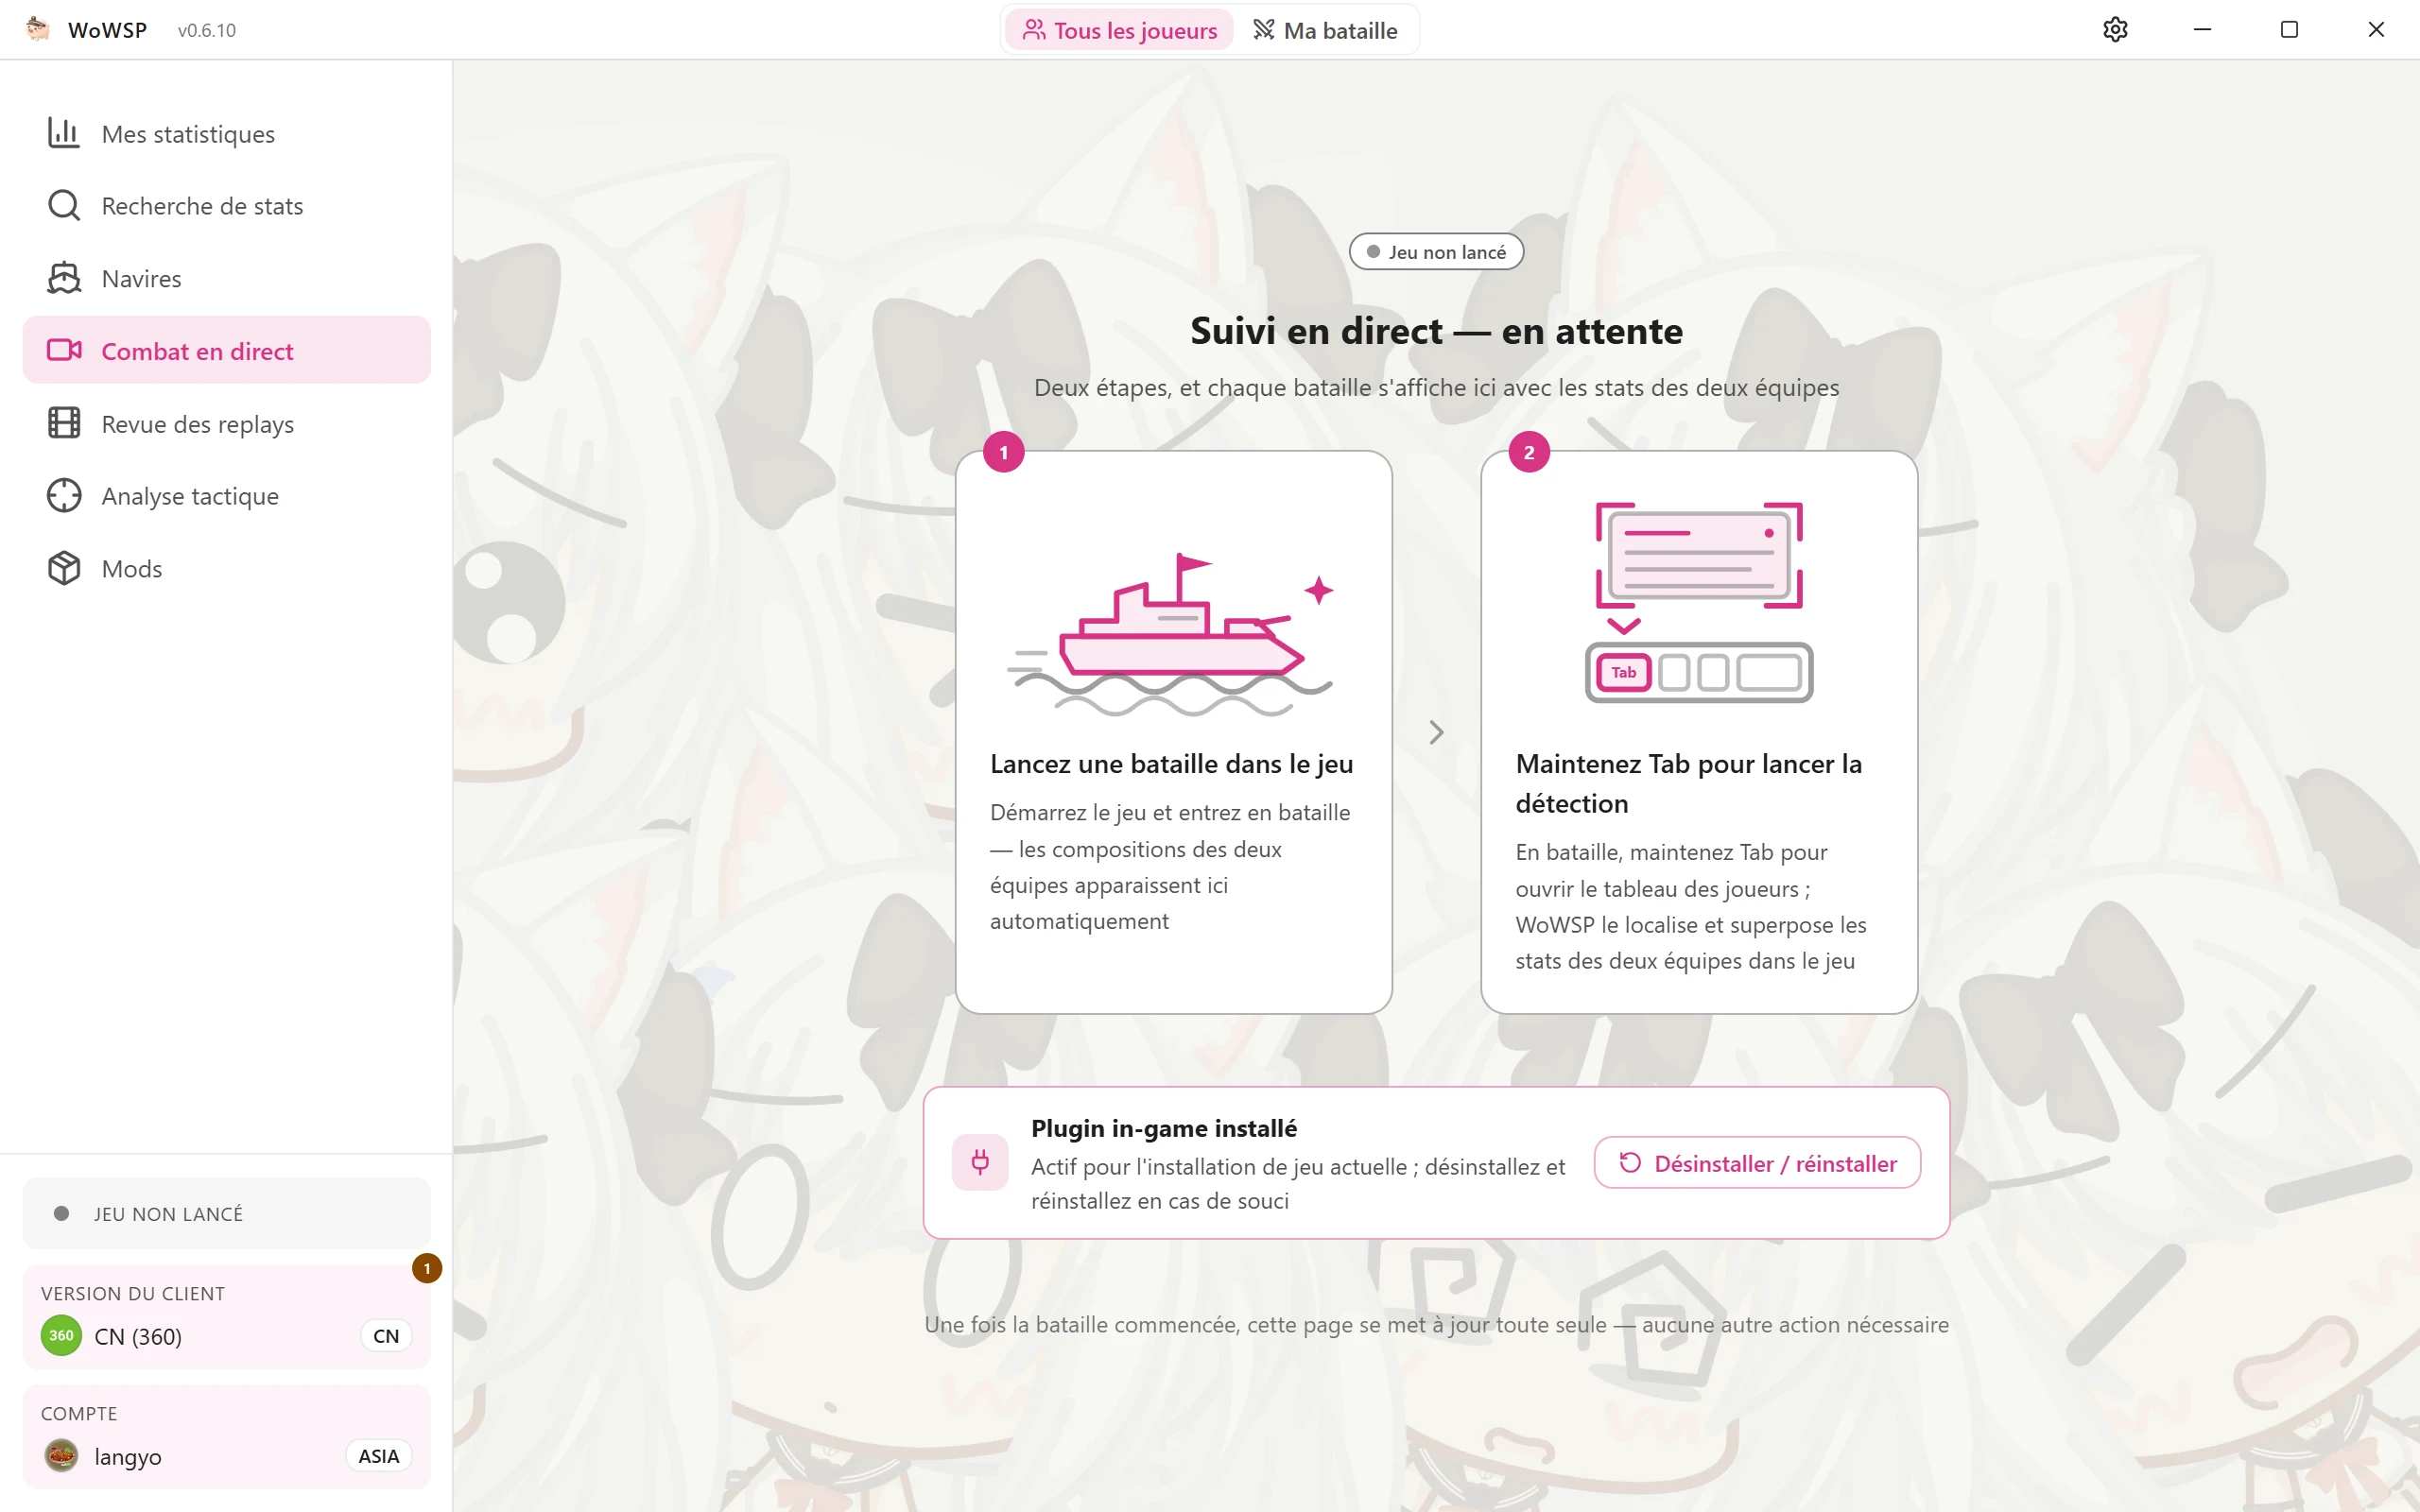 WoWSP v0.6.10
Tous les joueurs
Ma bataille
Mes statistiques
Recherche de stats
Navires
Combat en direct
Revue des replays
Analyse tactique
Mods
JEU NON LANCÉ
1
VERSION DU CLIENT
360 CN (360) CN
COMPTE
langyo ASIA
Jeu non lancé
Suivi en direct — en attente
Deux étapes, et chaque bataille s'affiche ici avec les stats des deux équipes
1
Lancez une bataille dans le jeu
Démarrez le jeu et entrez en bataille
— les compositions des deux
équipes apparaissent ici
automatiquement
2
Tab
Maintenez Tab pour lancer la
détection
En bataille, maintenez Tab pour
ouvrir le tableau des joueurs ;
WoWSP le localise et superpose les
stats des deux équipes dans le jeu
Plugin in-game installé
Actif pour l'installation de jeu actuelle ; désinstallez et
réinstallez en cas de souci
Désinstaller / réinstaller
Une fois la bataille commencée, cette page se met à jour toute seule — aucune autre action nécessaire